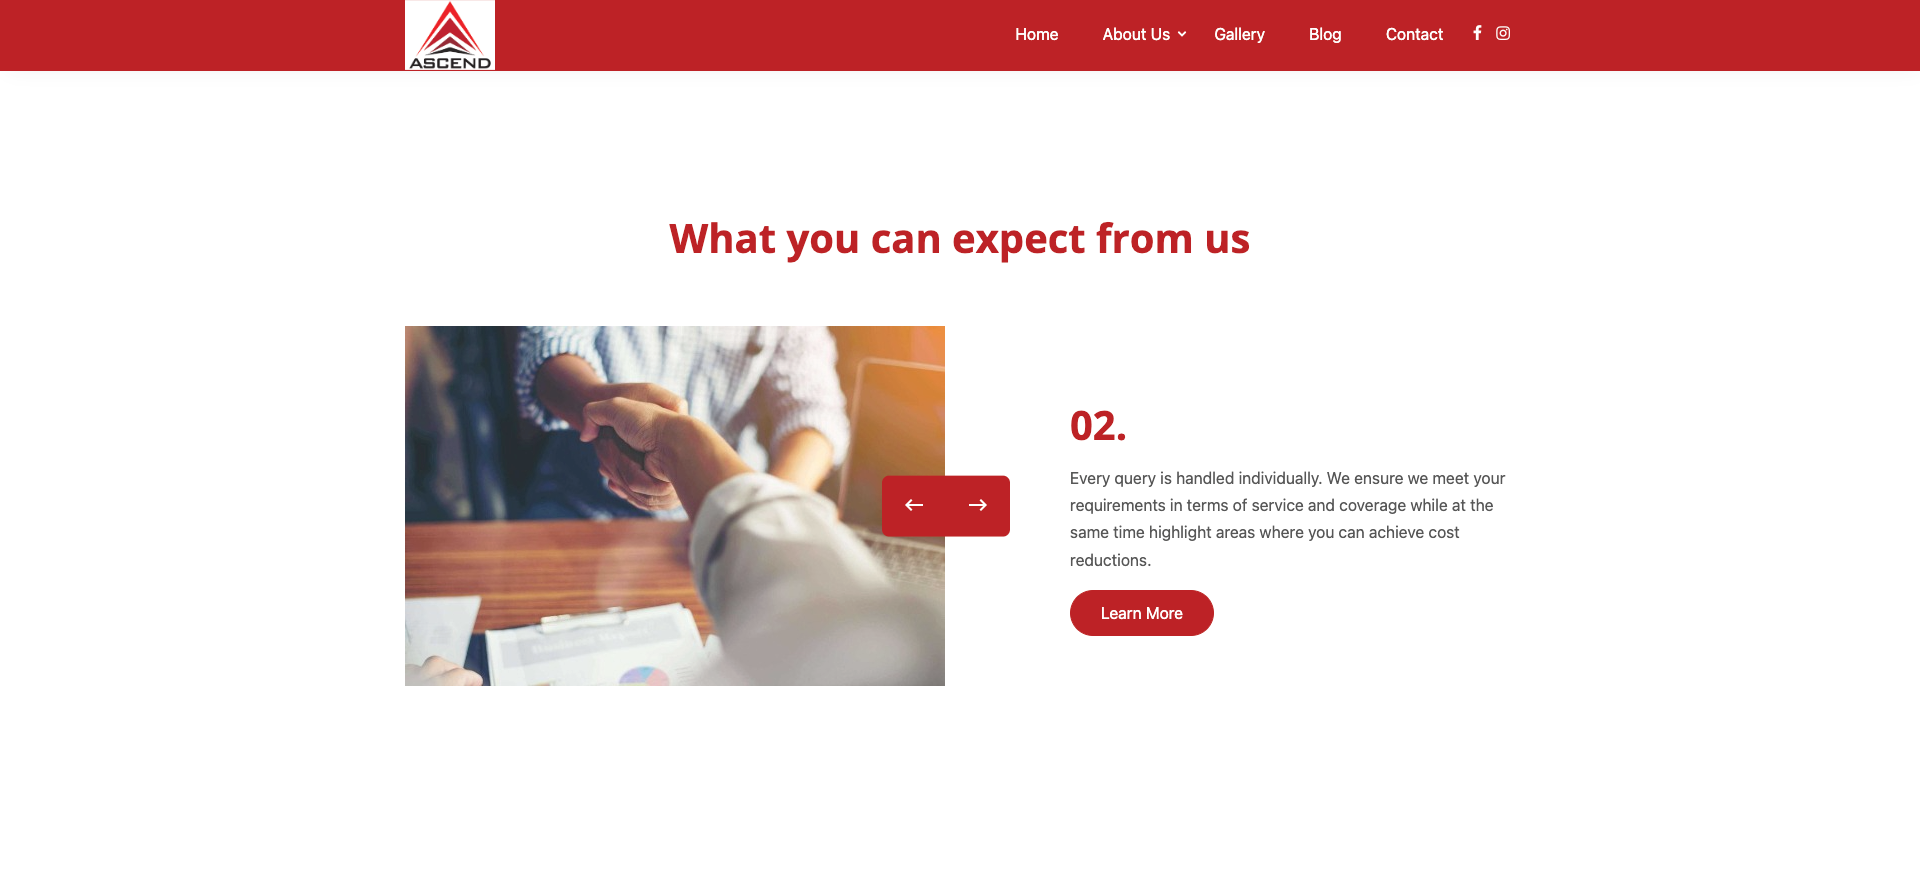 ASCEND
Home
About Us
Gallery
Blog
Contact
What you can expect from us
02.
Every query is handled individually. We ensure we meet your
requirements in terms of service and coverage while at the
same time highlight areas where you can achieve cost
reductions.
Learn More